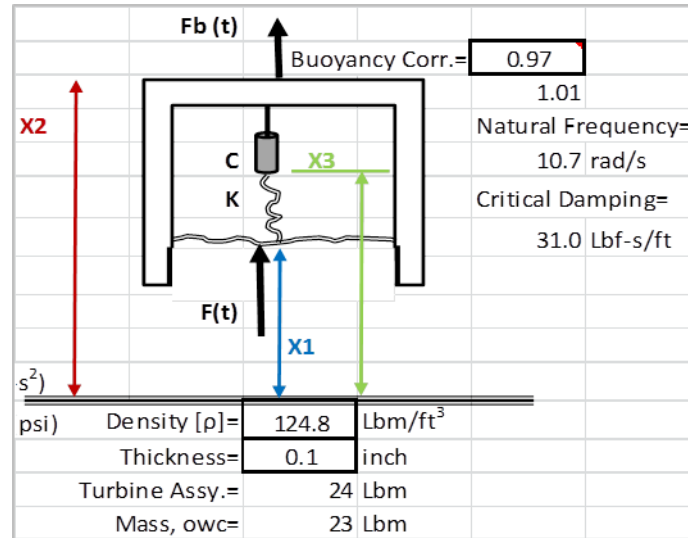 Fb (t)
Buoyancy Corr.= 0.97
1.01
X2
Natural Frequency=
C X3 10.7 rad/s
K Critical Damping=
31.0 Lbf-s/ft
F(t)
X1
s²)
psi) Density [ρ]= 124.8 Lbm/ft³
Thickness= 0.1 inch
Turbine Assy.= 24 Lbm
Mass, owc= 23 Lbm